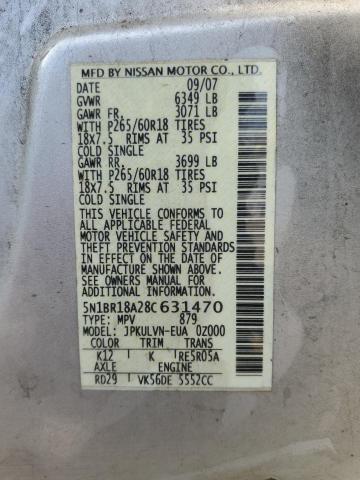 MFD BY NISSAN MOTOR CO., LTD.
DATE 09/07
GVWR 6349 LB
GAWR FR. 3071 LB
WITH P265/60R18 TIRES
18X7.5 RIMS AT 35 PSI
COLD SINGLE
GAWR RR. 3699 LB
WITH P265/60R18 TIRES
18X7.5 RIMS AT 35 PSI
COLD SINGLE
THIS VEHICLE CONFORMS TO
ALL APPLICABLE FEDERAL
MOTOR VEHICLE SAFETY AND
THEFT PREVENTION STANDARDS
IN EFFECT ON THE DATE OF
MANUFACTURE SHOWN ABOVE.
SEE OWNERS MANUAL FOR
ADDITIONAL INFORMATION.
5N1BR18A28C631470
TYPE: MPV 879
MODEL: JPKULVN-EUA 0Z000
COLOR TRIM TRANS
K12 K RE5R05A
AXLE ENGINE
RD29 VK56DE 5552CC